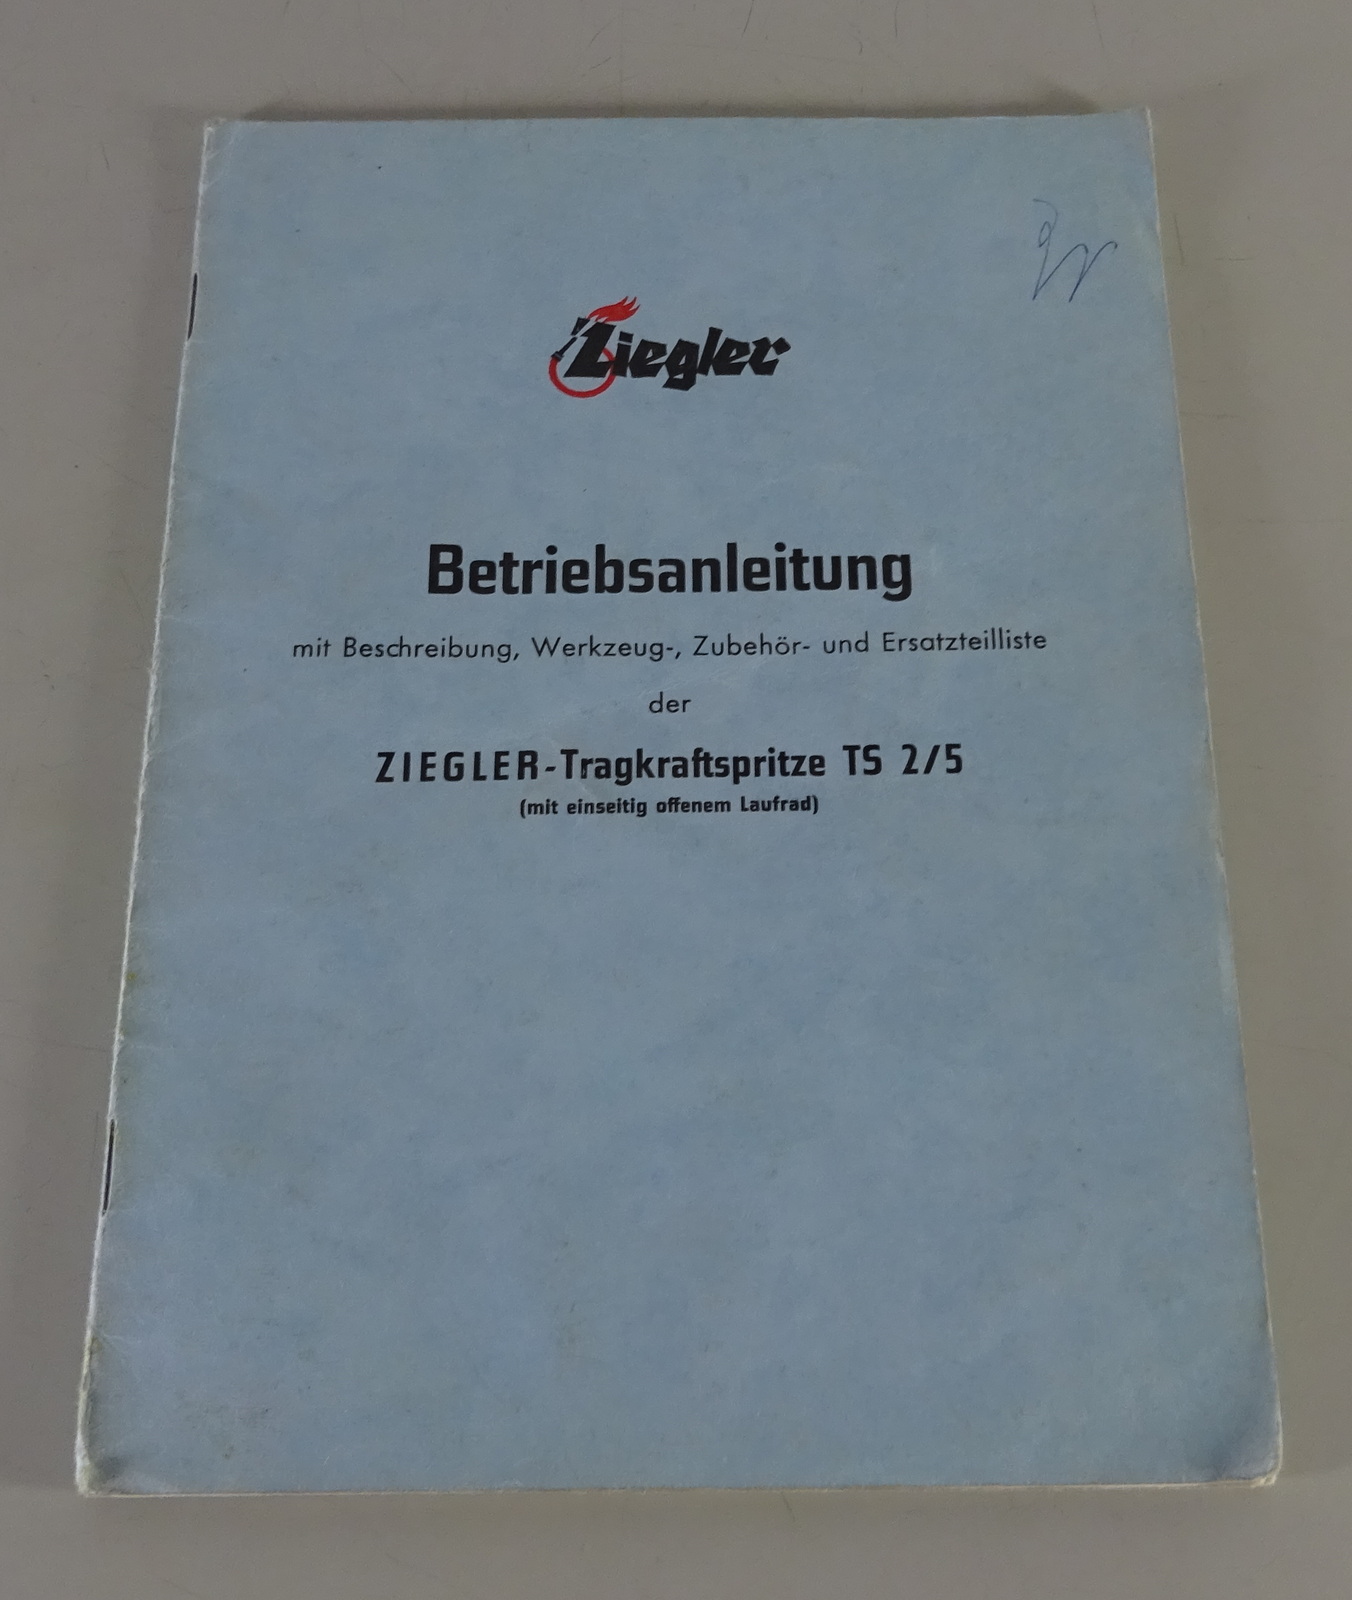 Ziegler
Betriebsanleitung
mit Beschreibung, Werkzeug-, Zubehör- und Ersatzteilliste
der
ZIEGLER-Tragkraftspritze TS 2/5
(mit einseitig offenem Laufrad)